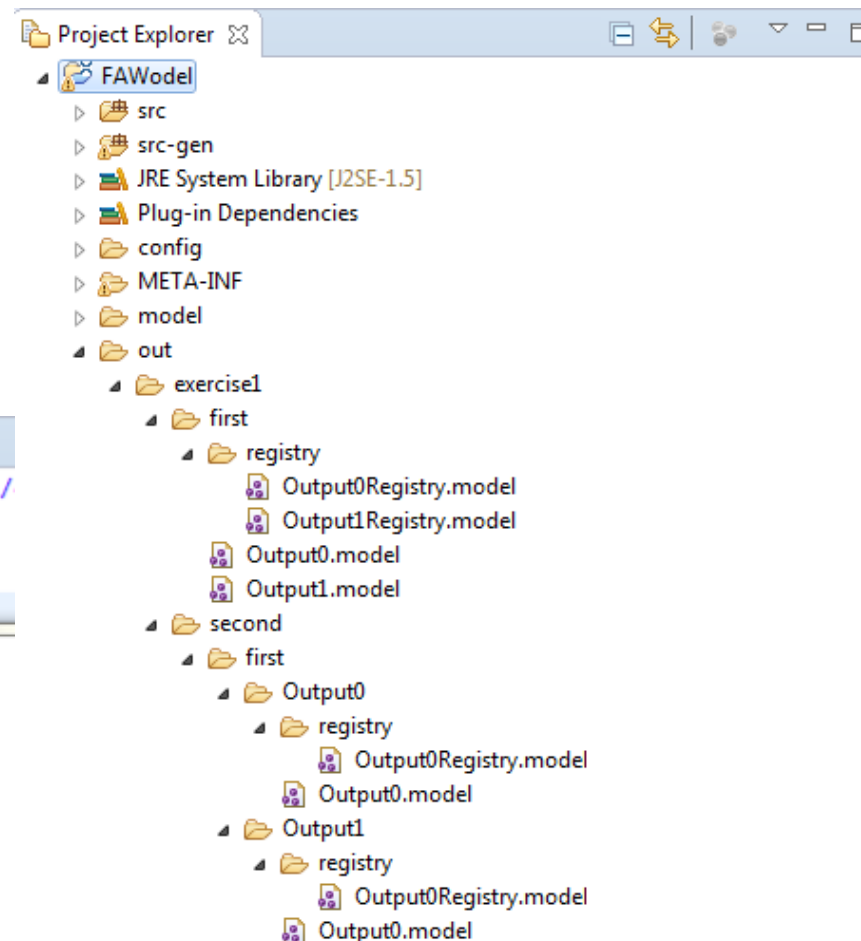 Project Explorer
FAWodel
src
src-gen
JRE System Library [J2SE-1.5]
Plug-in Dependencies
config
META-INF
model
out
exercise1
first
registry
/
Output0Registry.model
Output1Registry.model
Output0.model
Output1.model
second
first
Output0
registry
Output0Registry.model
Output0.model
Output1
registry
Output0Registry.model
Output0.model